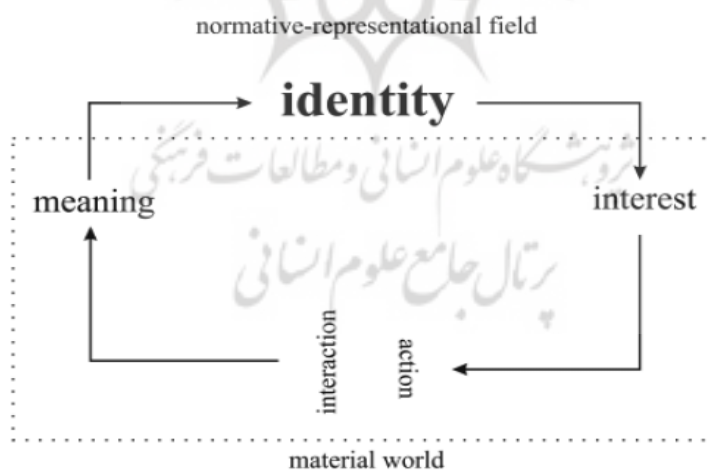 normative-representational field
identity
پژوهشگاه علوم انسانی و مطالعات فرهنگی
meaning
interest
پرتال جامع علوم انسانی
interaction
action
material world